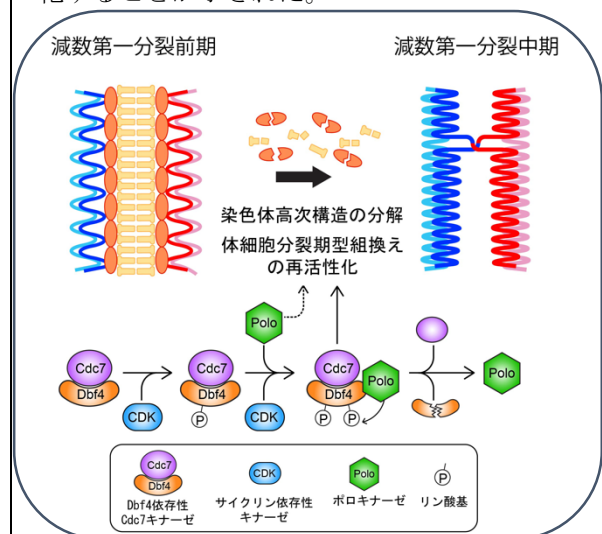 減数第一分裂前期
減数第一分裂中期
染色体高次構造の分解
体細胞分裂期型組換え
の再活性化
Polo
Cdc7
Dbf4
CDK
Cdc7
Dbf4
P
CDK
Cdc7
Dbf4
Polo
P P
Polo
Cdc7
Dbf4
Dbf4依存性
Cdc7キナーゼ
CDK
サイクリン依存性
キナーゼ
Polo
ポロキナーゼ
P
リン酸基